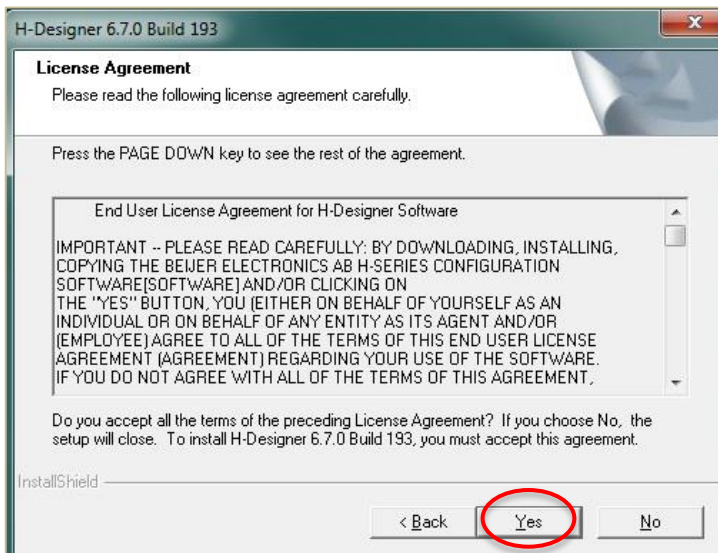 H-Designer 6.7.0 Build 193
License Agreement
Please read the following license agreement carefully.
Press the PAGE DOWN key to see the rest of the agreement.
End User License Agreement for H-Designer Software
IMPORTANT -- PLEASE READ CAREFULLY: BY DOWNLOADING, INSTALLING,
COPYING THE BEIJER ELECTRONICS AB H-SERIES CONFIGURATION
SOFTWARE[SOFTWARE] AND/OR CLICKING ON
THE "YES" BUTTON, YOU (EITHER ON BEHALF OF YOURSELF AS AN
INDIVIDUAL OR ON BEHALF OF ANY ENTITY AS ITS AGENT AND/OR
(EMPLOYEE) AGREE TO ALL OF THE TERMS OF THIS END USER LICENSE
AGREEMENT (AGREEMENT) REGARDING YOUR USE OF THE SOFTWARE.
IF YOU DO NOT AGREE WITH ALL OF THE TERMS OF THIS AGREEMENT,
Do you accept all the terms of the preceding License Agreement? If you choose No, the
setup will close. To install H-Designer 6.7.0 Build 193, you must accept this agreement.
InstallShield
< Back Yes No